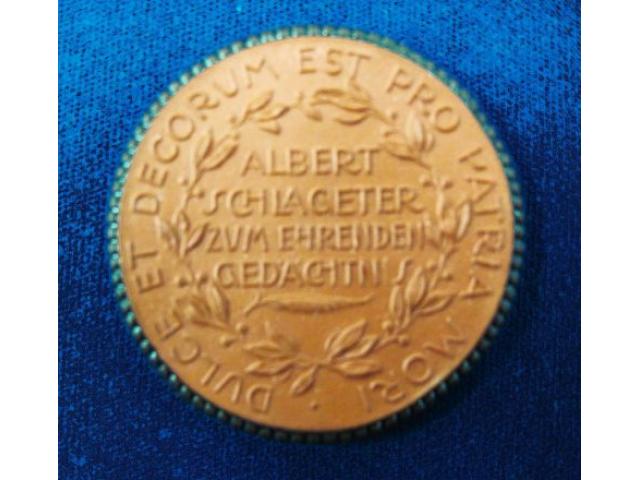 DVLCE ET DECORVM EST PRO PATRIA MORI
ALBERT
SCHLAGETER
ZVM EHRENDEN
GEDÄCHTNIS